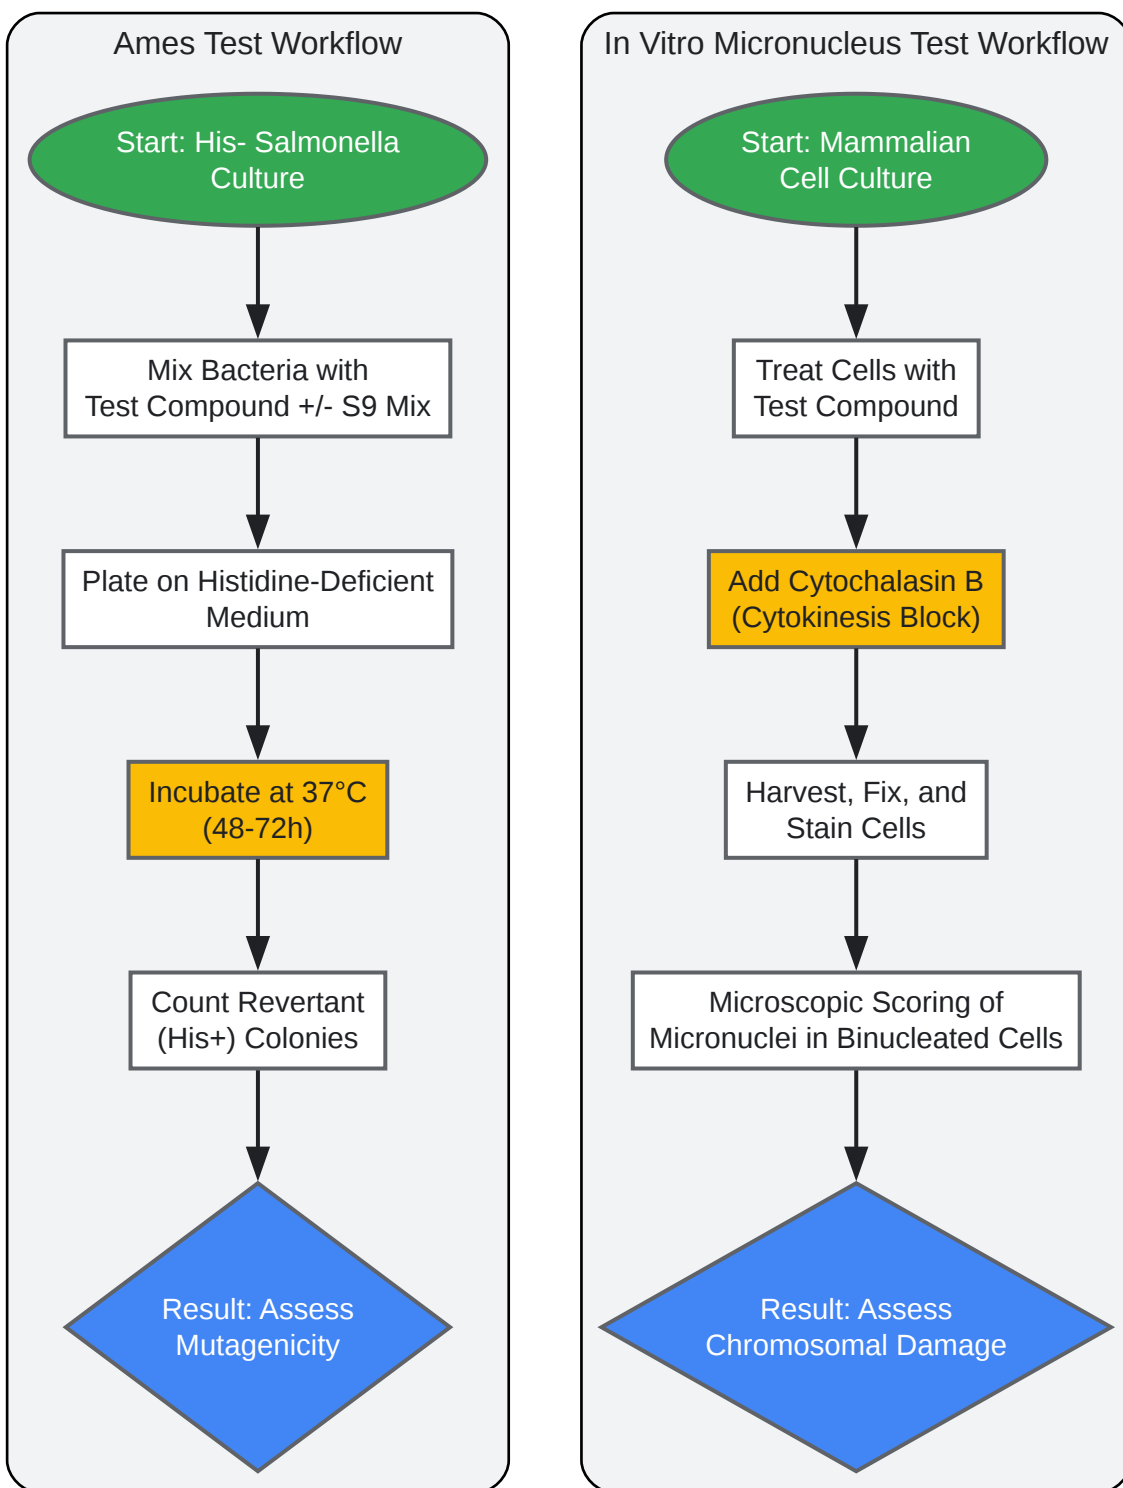 Ames Test Workflow
Start: His- Salmonella
Culture
Mix Bacteria with
Test Compound +/- S9 Mix
Plate on Histidine-Deficient
Medium
Incubate at 37°C
(48-72h)
Count Revertant
(His+) Colonies
Result: Assess
Mutagenicity
In Vitro Micronucleus Test Workflow
Start: Mammalian
Cell Culture
Treat Cells with
Test Compound
Add Cytochalasin B
(Cytokinesis Block)
Harvest, Fix, and
Stain Cells
Microscopic Scoring of
Micronuclei in Binucleated Cells
Result: Assess
Chromosomal Damage